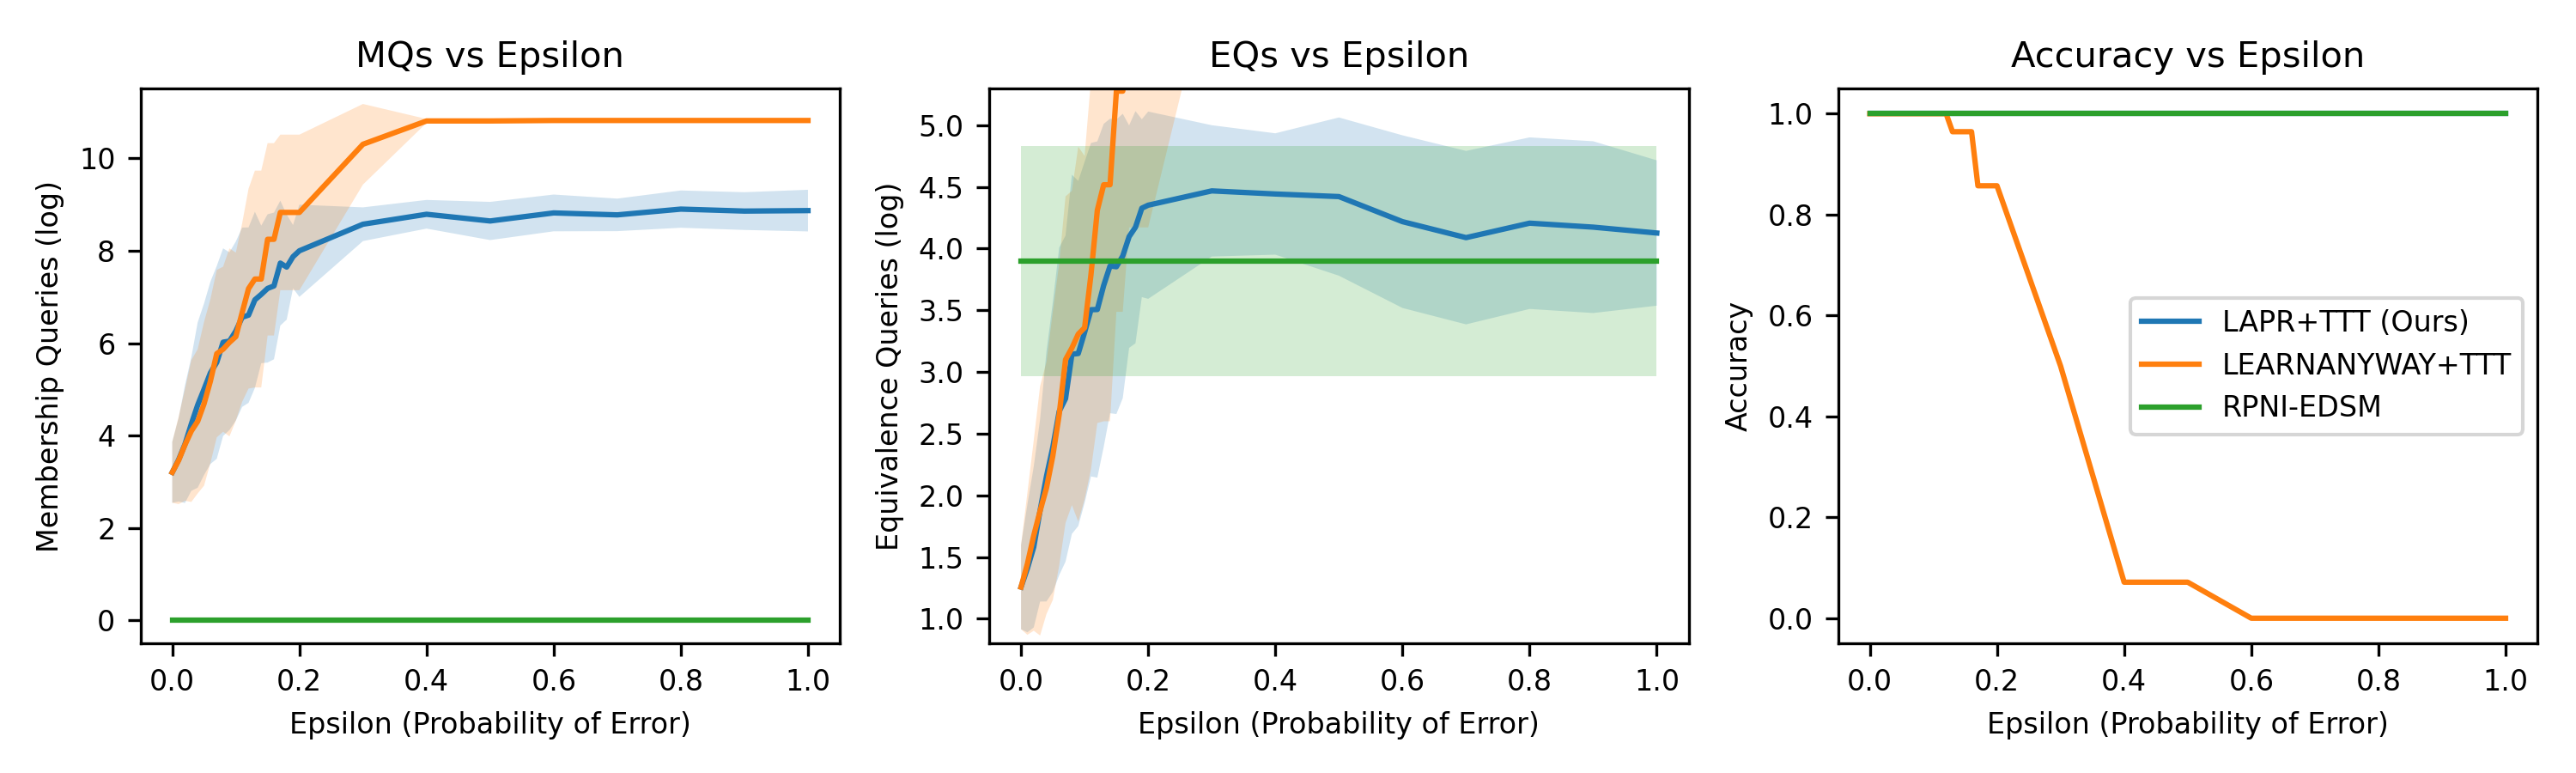 MQs vs Epsilon
Membership Queries (log)
10
8
6
4
2
0
0.0 0.2 0.4 0.6 0.8 1.0
Epsilon (Probability of Error)
EQs vs Epsilon
Equivalence Queries (log)
5.0
4.5
4.0
3.5
3.0
2.5
2.0
1.5
1.0
0.0 0.2 0.4 0.6 0.8 1.0
Epsilon (Probability of Error)
Accuracy vs Epsilon
Accuracy
1.0
0.8
0.6
0.4
0.2
0.0
LAPR+TTT (Ours)
LEARNANYWAY+TTT
RPNI-EDSM
0.0 0.2 0.4 0.6 0.8 1.0
Epsilon (Probability of Error)